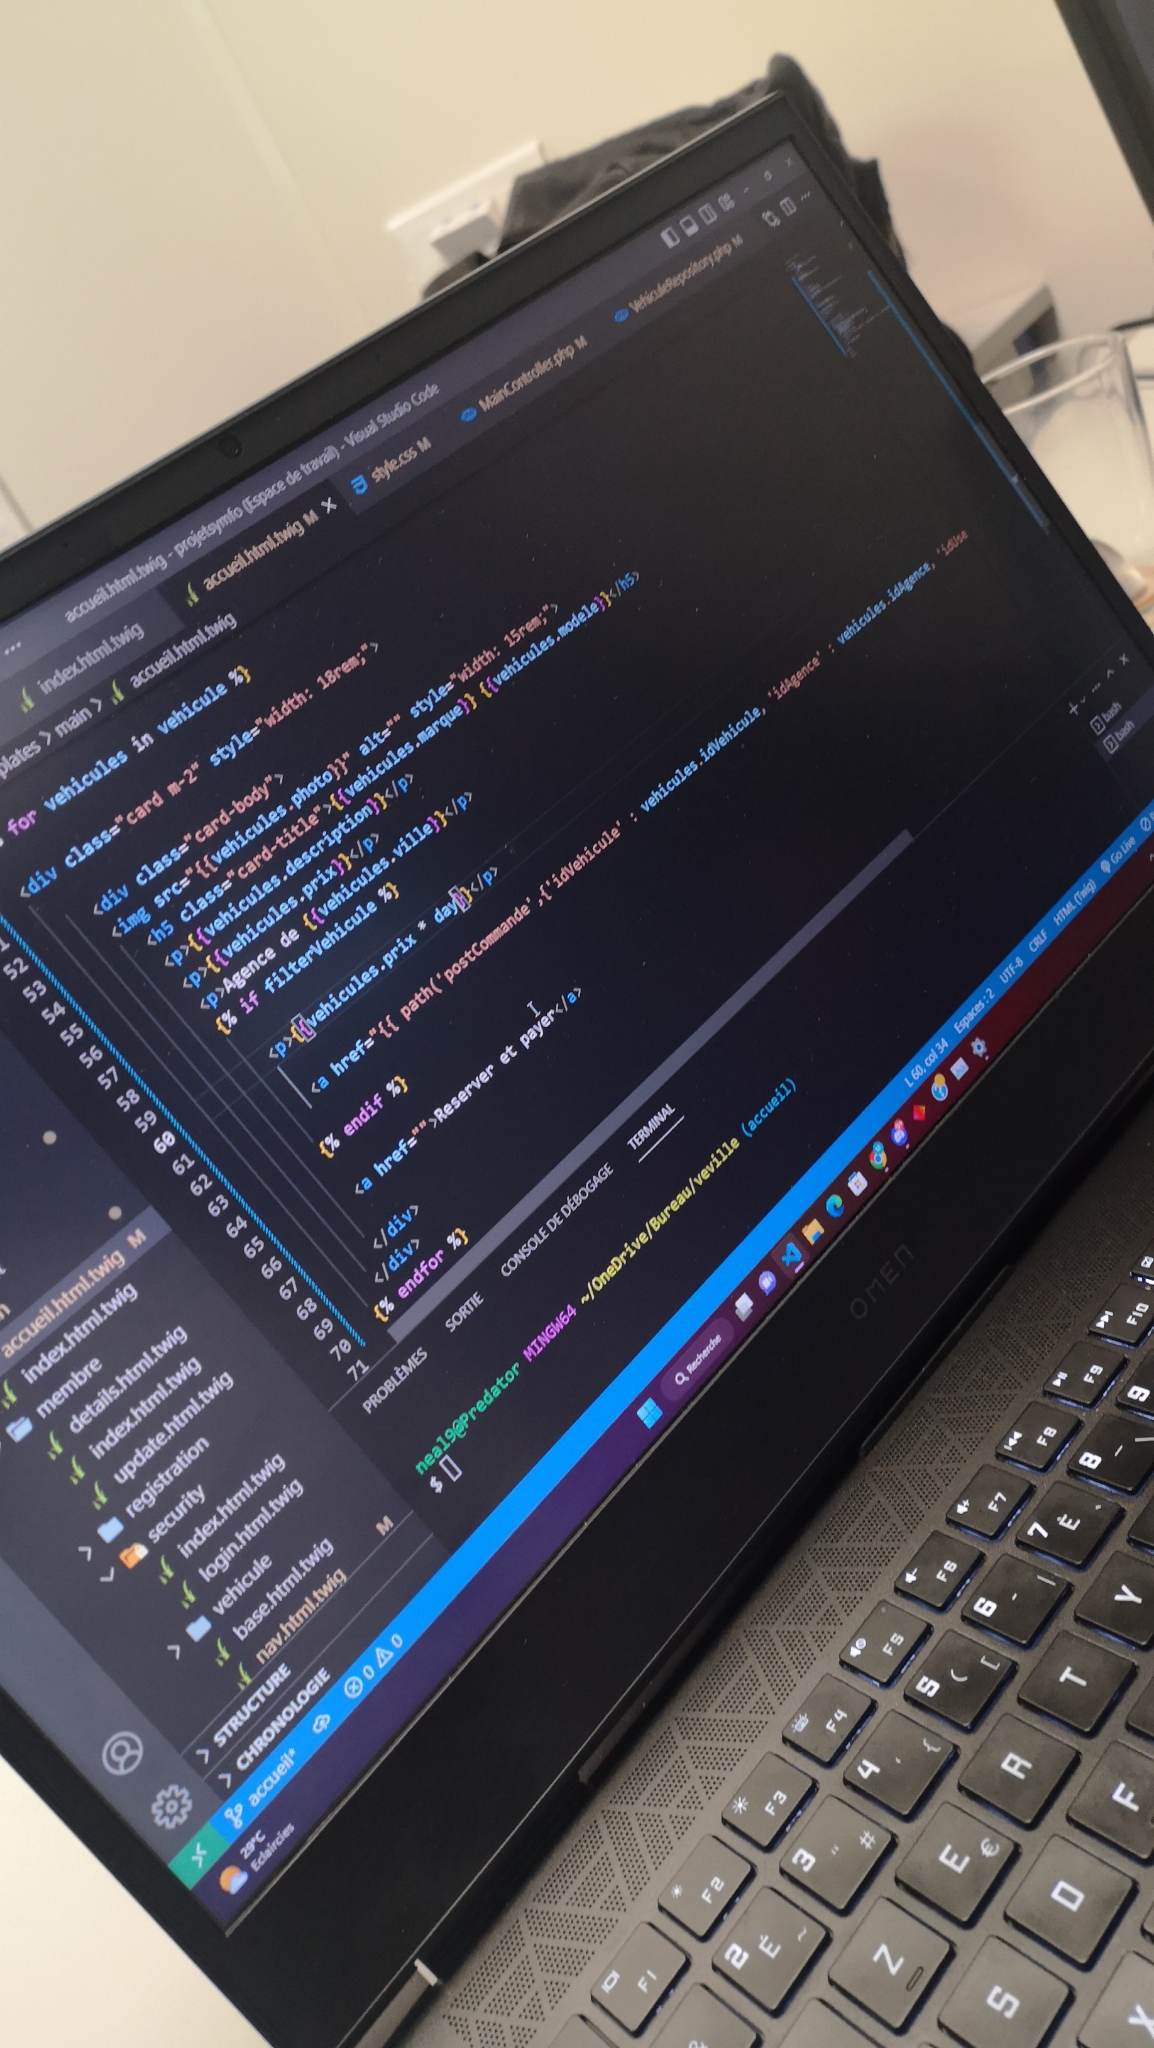 accueil.html.twig - projetsymfo (Espace de travail) - Visual Studio Code
index.html.twig
accueil.html.twig M
style.css M
MainController.php M
VehiculeRepository.php M
plates > main > accueil.html.twig
for vehicules in vehicule %}
<div class="card m-2" style="width: 18rem;">
<div class="card-body">
<img src="{{vehicules.photo}}" alt="" style="width: 15rem;">
<h5 class="card-title">{{vehicules.marque}} {{vehicules.modele}}</h5>
<p>{{vehicules.description}}</p>
<p>{{vehicules.prix}}</p>
<p>Agence de {{vehicules.ville}}</p>
{% if filterVehicule %}
<p>{{vehicules.prix * day}}</p>
<a href="{{ path('postCommande',{'idVehicule' : vehicules.idVehicule, 'idAgence' : vehicules.idAgence, 'idUse
{% endif %}
<a href="">Reserver et payer</a>
</div>
</div>
{% endfor %}
52
53
54
55
56
57
58
59
60
61
62
63
64
65
66
67
68
69
70
71
accueil.html.twig M
index.html.twig
membre
details.html.twig
index.html.twig
update.html.twig
registration
security
index.html.twig
login.html.twig
vehicule
base.html.twig
nav.html.twig M
STRUCTURE
CHRONOLOGIE
PROBLÈMES
SORTIE
CONSOLE DE DÉBOGAGE
TERMINAL
bash
bash
neal9@Predator MINGW64 ~/OneDrive/Bureau/veville (accueil)
$
accueil*
0
0
L 60, col 34
Espaces : 2
UTF-8
CRLF
HTML (Twig)
Go Live
29°C
Eclaircies
Recherche
OMEN
F1
F2
F3
F4
F5
F6
F7
F8
F9
F10
2 É ~
3 " #
4 ' {
5 ( [
6 - |
7 È `
8 _ \
9
Z
E €
R
T
Y
S
D
F
X